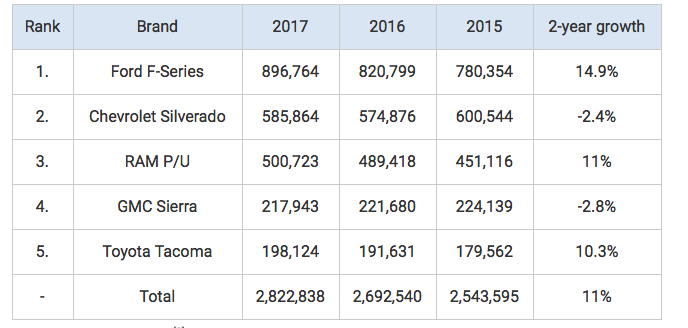 Rank Brand 2017 2016 2015 2-year growth
1. Ford F-Series 896,764 820,799 780,354 14.9%
2. Chevrolet Silverado 585,864 574,876 600,544 -2.4%
3. RAM P/U 500,723 489,418 451,116 11%
4. GMC Sierra 217,943 221,680 224,139 -2.8%
5. Toyota Tacoma 198,124 191,631 179,562 10.3%
- Total 2,822,838 2,692,540 2,543,595 11%